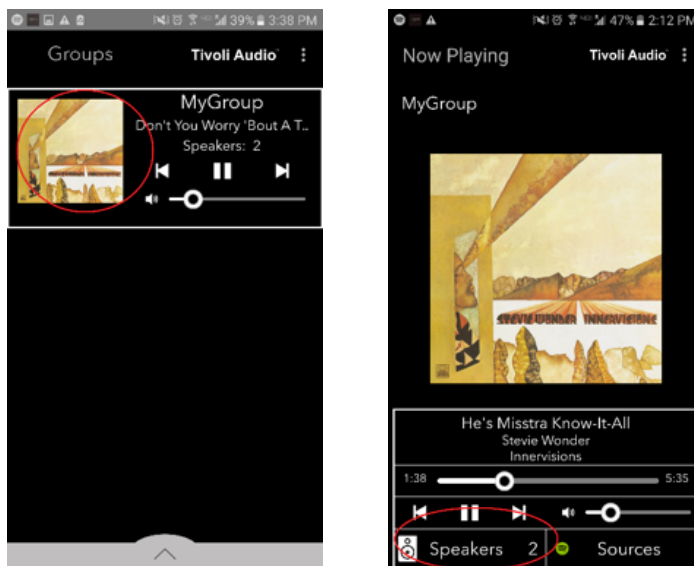 39% 3:38 PM
Groups
Tivoli Audio
MyGroup
Don't You Worry 'Bout A T..
Speakers: 2
47% 2:12 PM
Now Playing
Tivoli Audio
MyGroup
STEVIE WONDER INNERVISIONS
He's Misstra Know-It-All
Stevie Wonder
Innervisions
1:38
5:35
Speakers 2
Sources